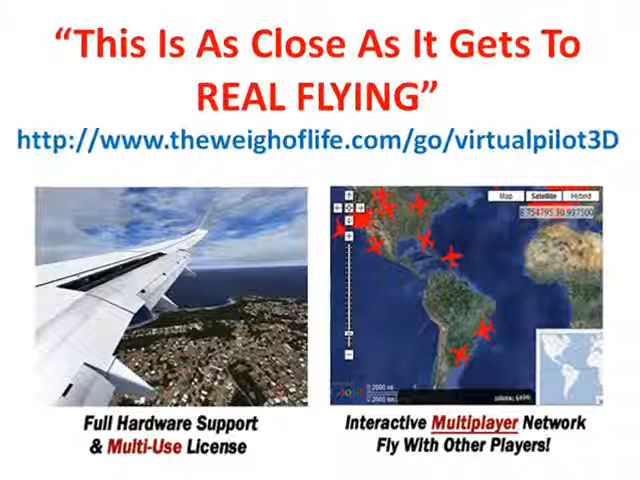 “This Is As Close As It Gets To
REAL FLYING”
http://www.theweighoflife.com/go/virtualpilot3D
Map Satellite Hybrid
Full Hardware Support
& Multi-Use License
Interactive Multiplayer Network
Fly With Other Players!